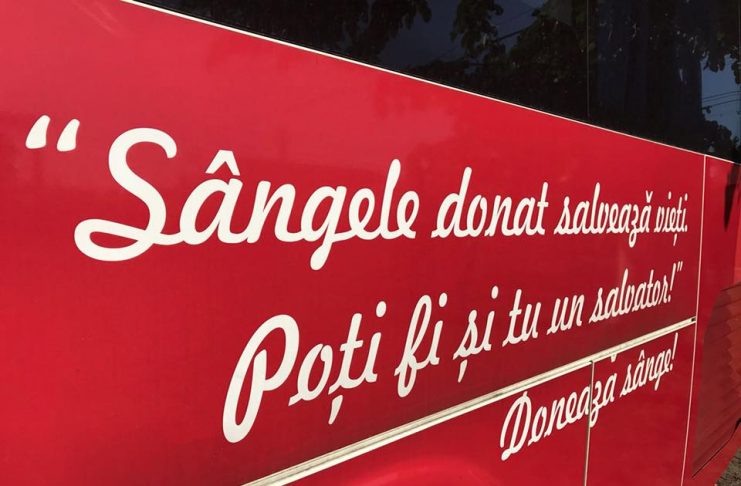 “Sângele donat salvează vieți.
Poți fi și tu un salvator!”
Donează sânge!